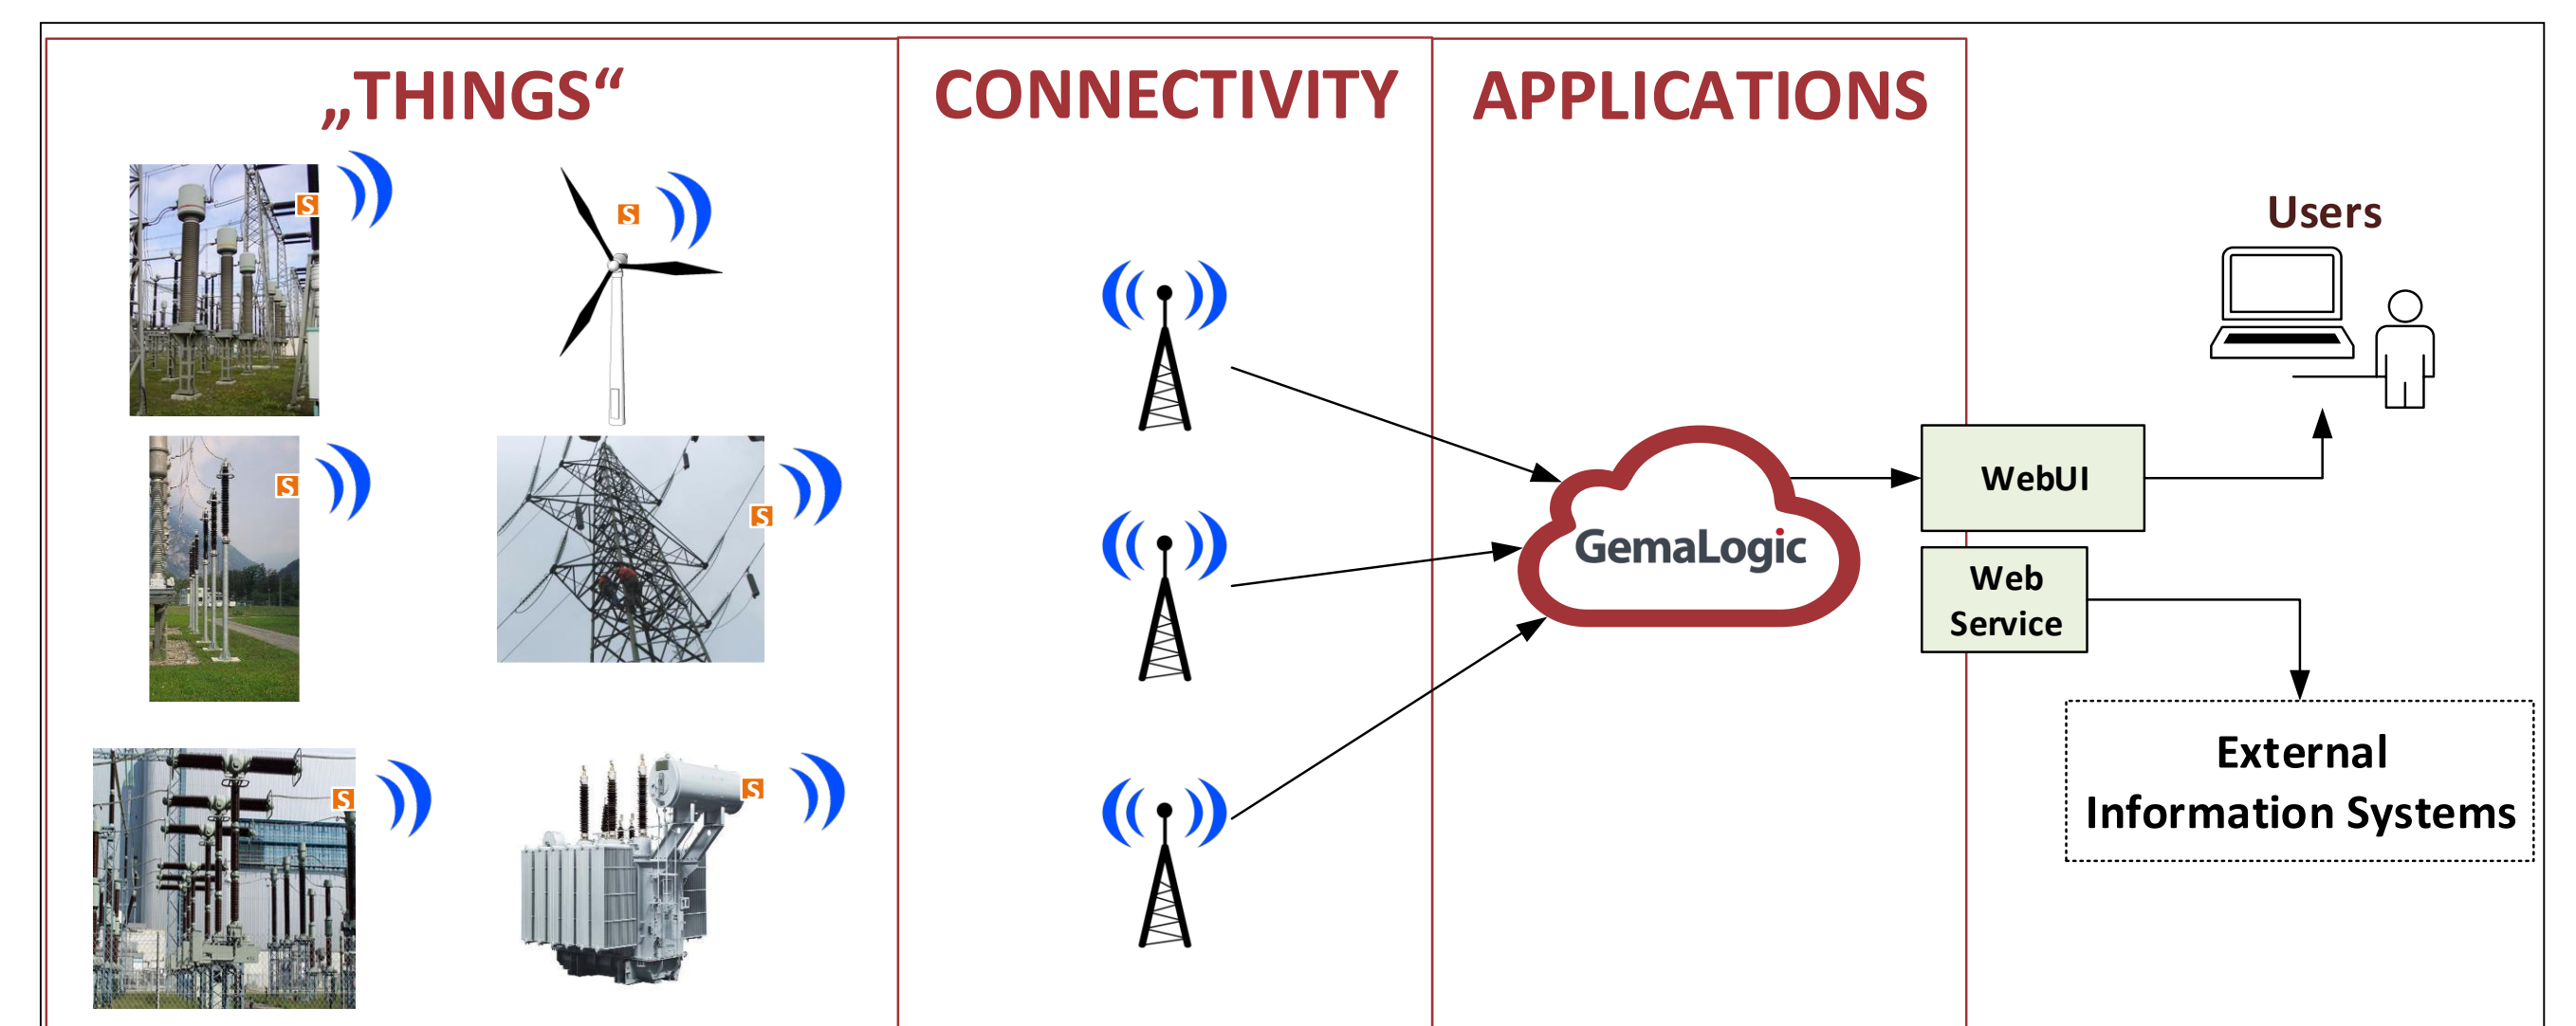 „THINGS“
CONNECTIVITY
APPLICATIONS
S
S
S
S
S
S
GemaLogic
WebUI
Web
Service
Users
External
Information Systems